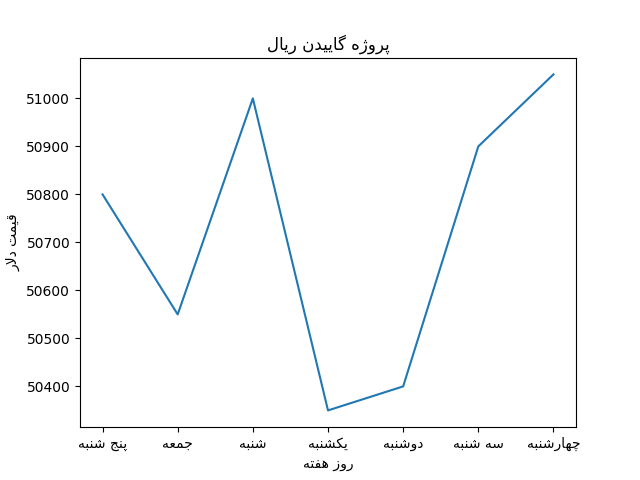 پروژه گاییدن ریال
51000
50900
50800
50700
50600
50500
50400
قیمت دلار
پنج شنبه
جمعه
شنبه
یکشنبه
دوشنبه
سه شنبه
چهارشنبه
روز هفته